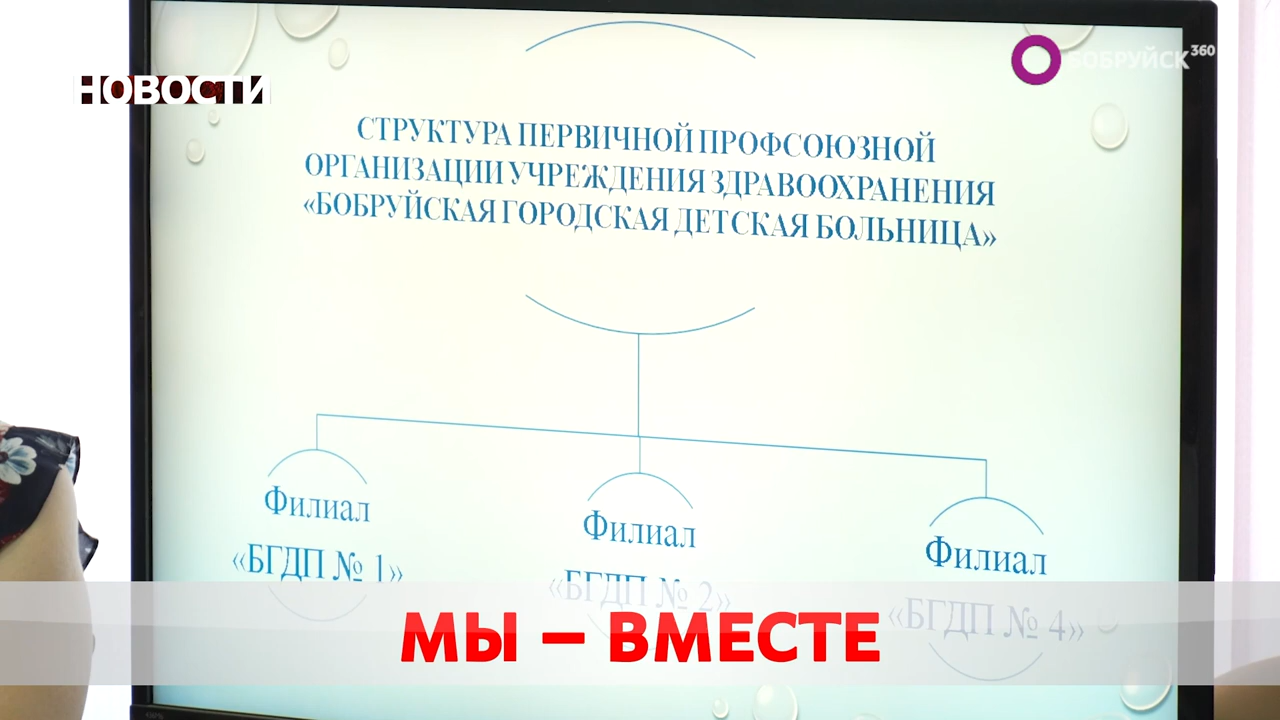 НОВОСТИ
БОБРУЙСК 360
СТРУКТУРА ПЕРВИЧНОЙ ПРОФСОЮЗНОЙ
ОРГАНИЗАЦИИ УЧРЕЖДЕНИЯ ЗДРАВООХРАНЕНИЯ
«БОБРУЙСКАЯ ГОРОДСКАЯ ДЕТСКАЯ БОЛЬНИЦА»
Филиал
«БГДП № 1»
Филиал
«БГДП № 2»
Филиал
«БГДП № 4»
МЫ – ВМЕСТЕ